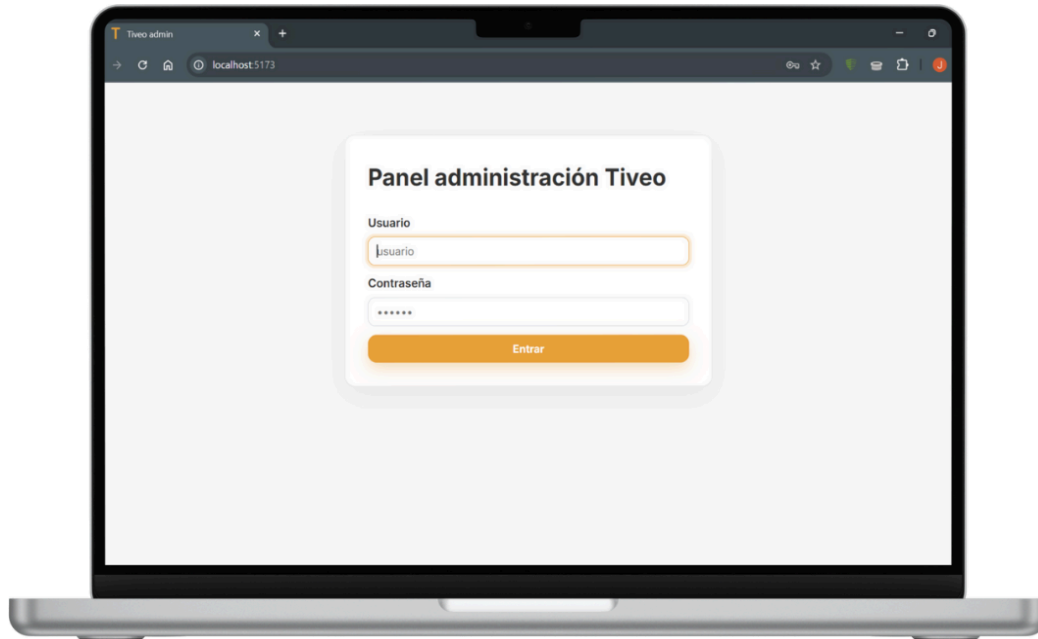 T Tiveo admin
localhost:5173
J
Panel administración Tiveo
Usuario
usuario
Contraseña
Entrar